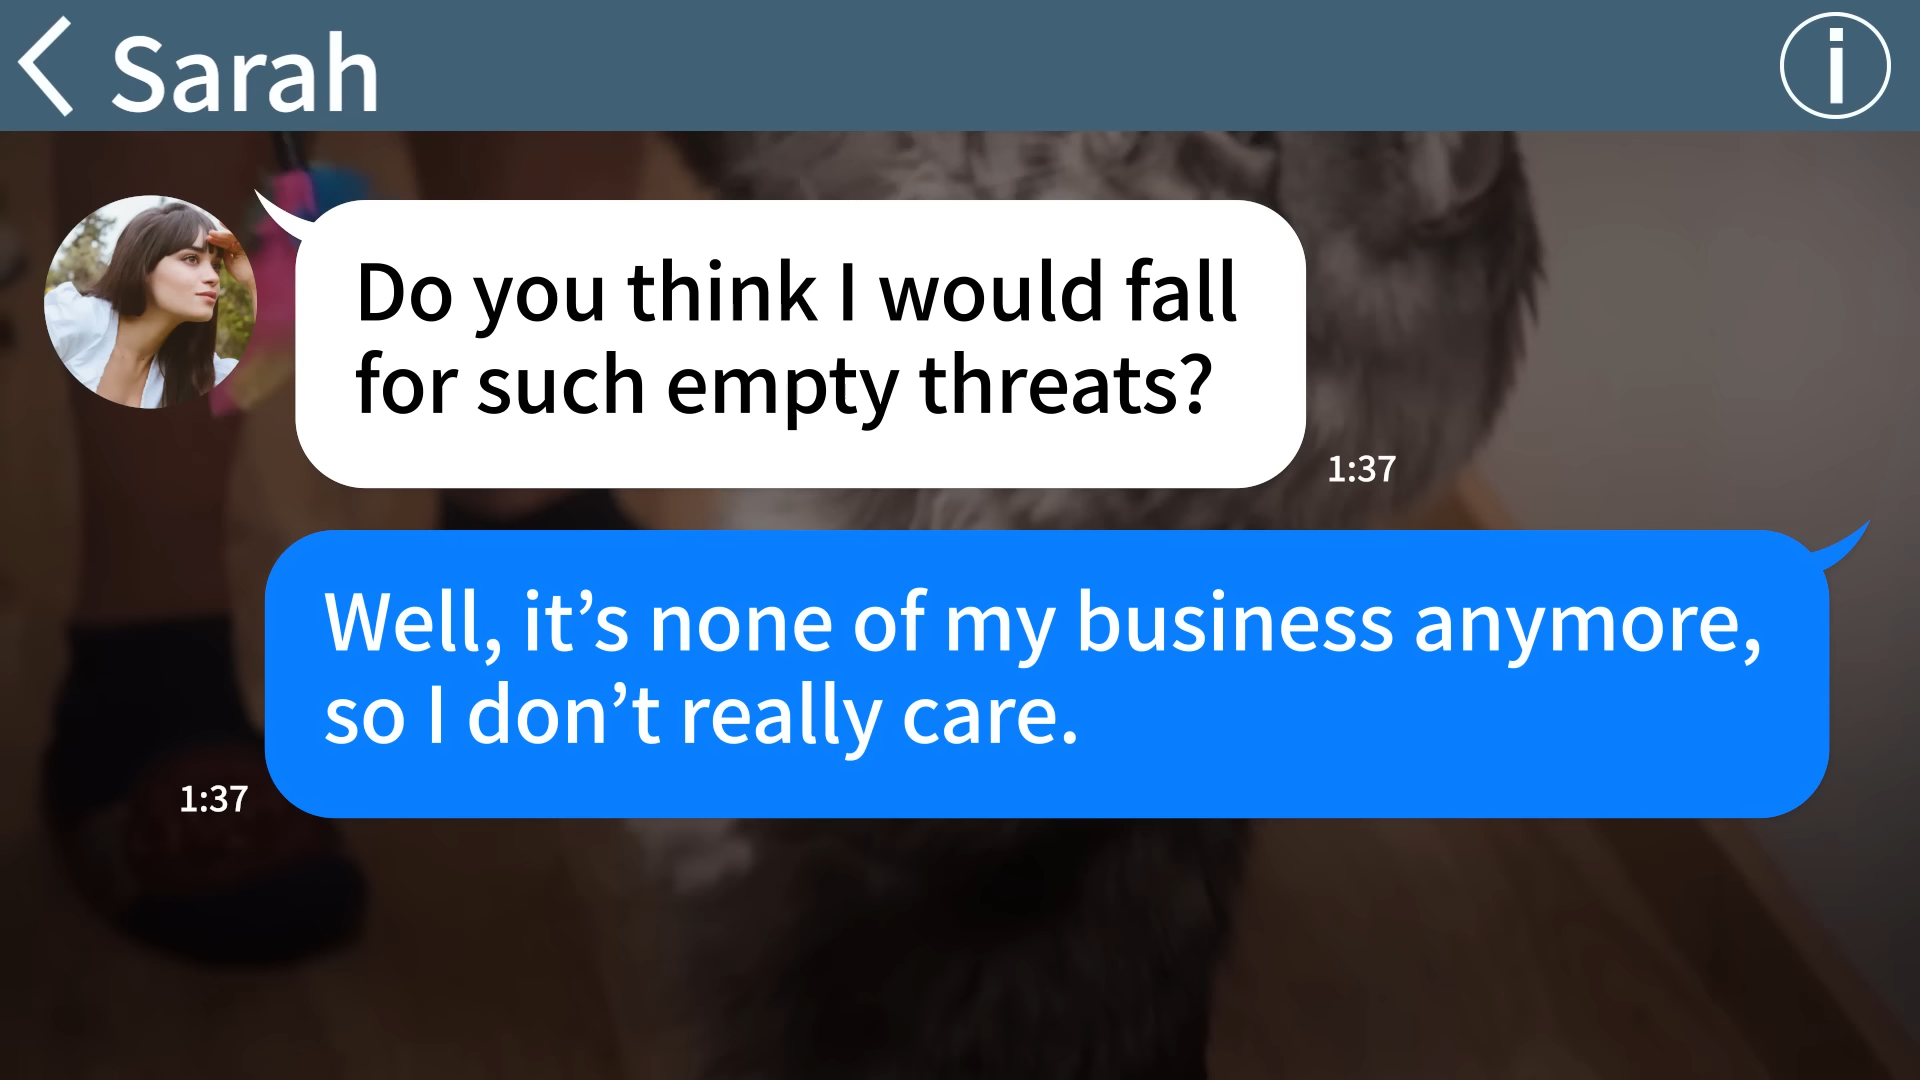 Sarah
Do you think I would fall
for such empty threats?
1:37
Well, it’s none of my business anymore,
so I don’t really care.
1:37